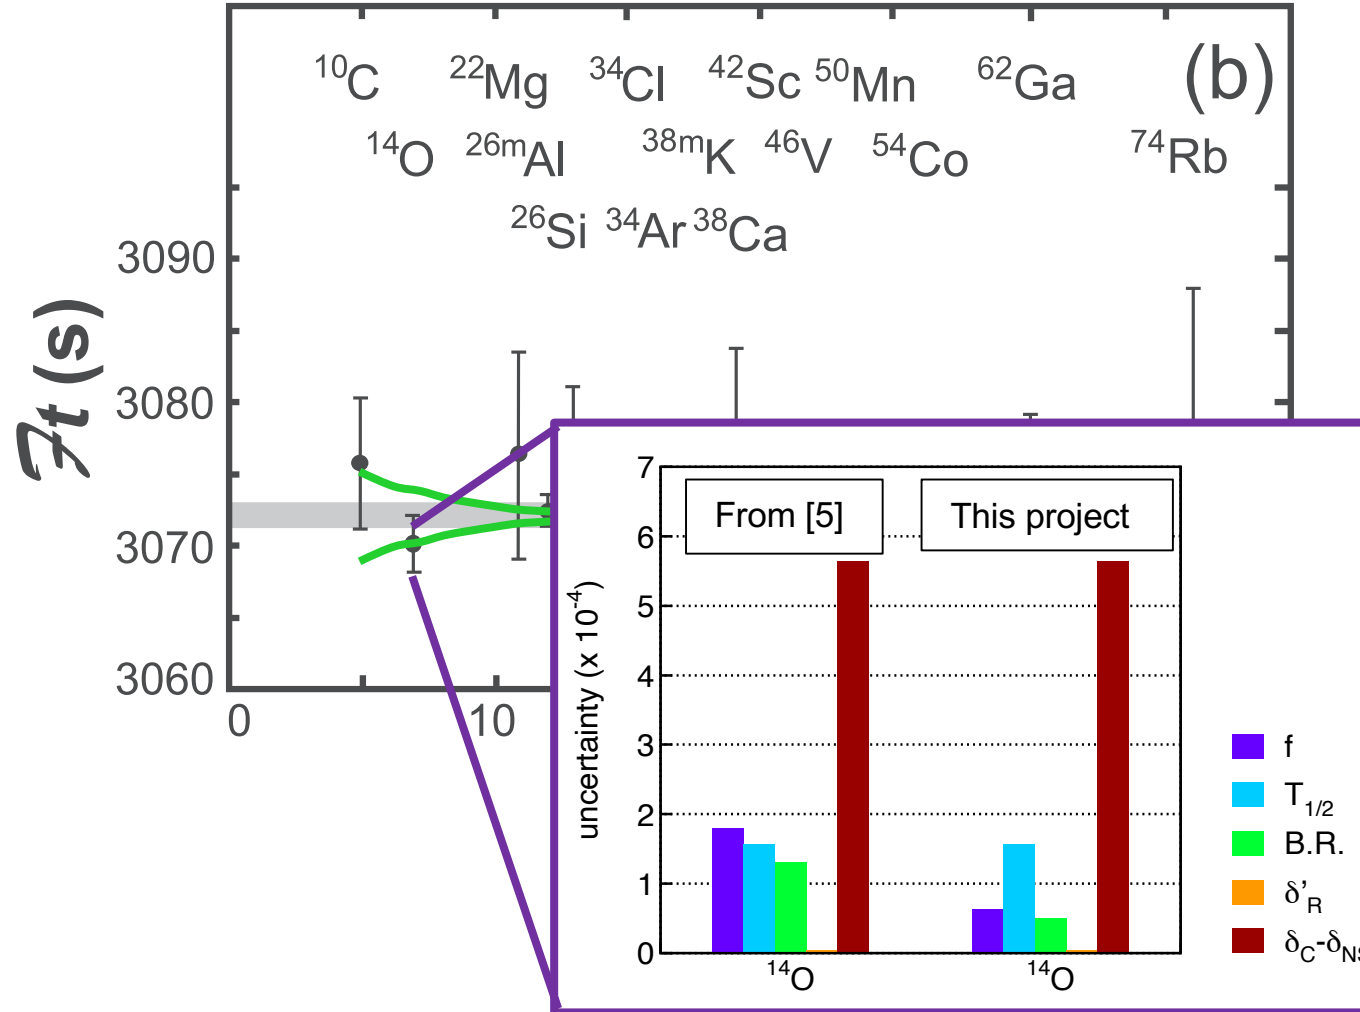 (b)
¹⁰C ²²Mg ³⁴Cl ⁴²Sc ⁵⁰Mn ⁶²Ga
¹⁴O ²⁶ᵐAl ³⁸ᵐK ⁴⁶V ⁵⁴Co ⁷⁴Rb
²⁶Si ³⁴Ar ³⁸Ca
ℱt (s)
3090
3080
3070
3060
0 10
uncertainty (x 10⁻⁴)
7
6
5
4
3
2
1
0
From [5] This project
¹⁴O ¹⁴O
f
T₁/₂
B.R.
δ'R
δC-δNS